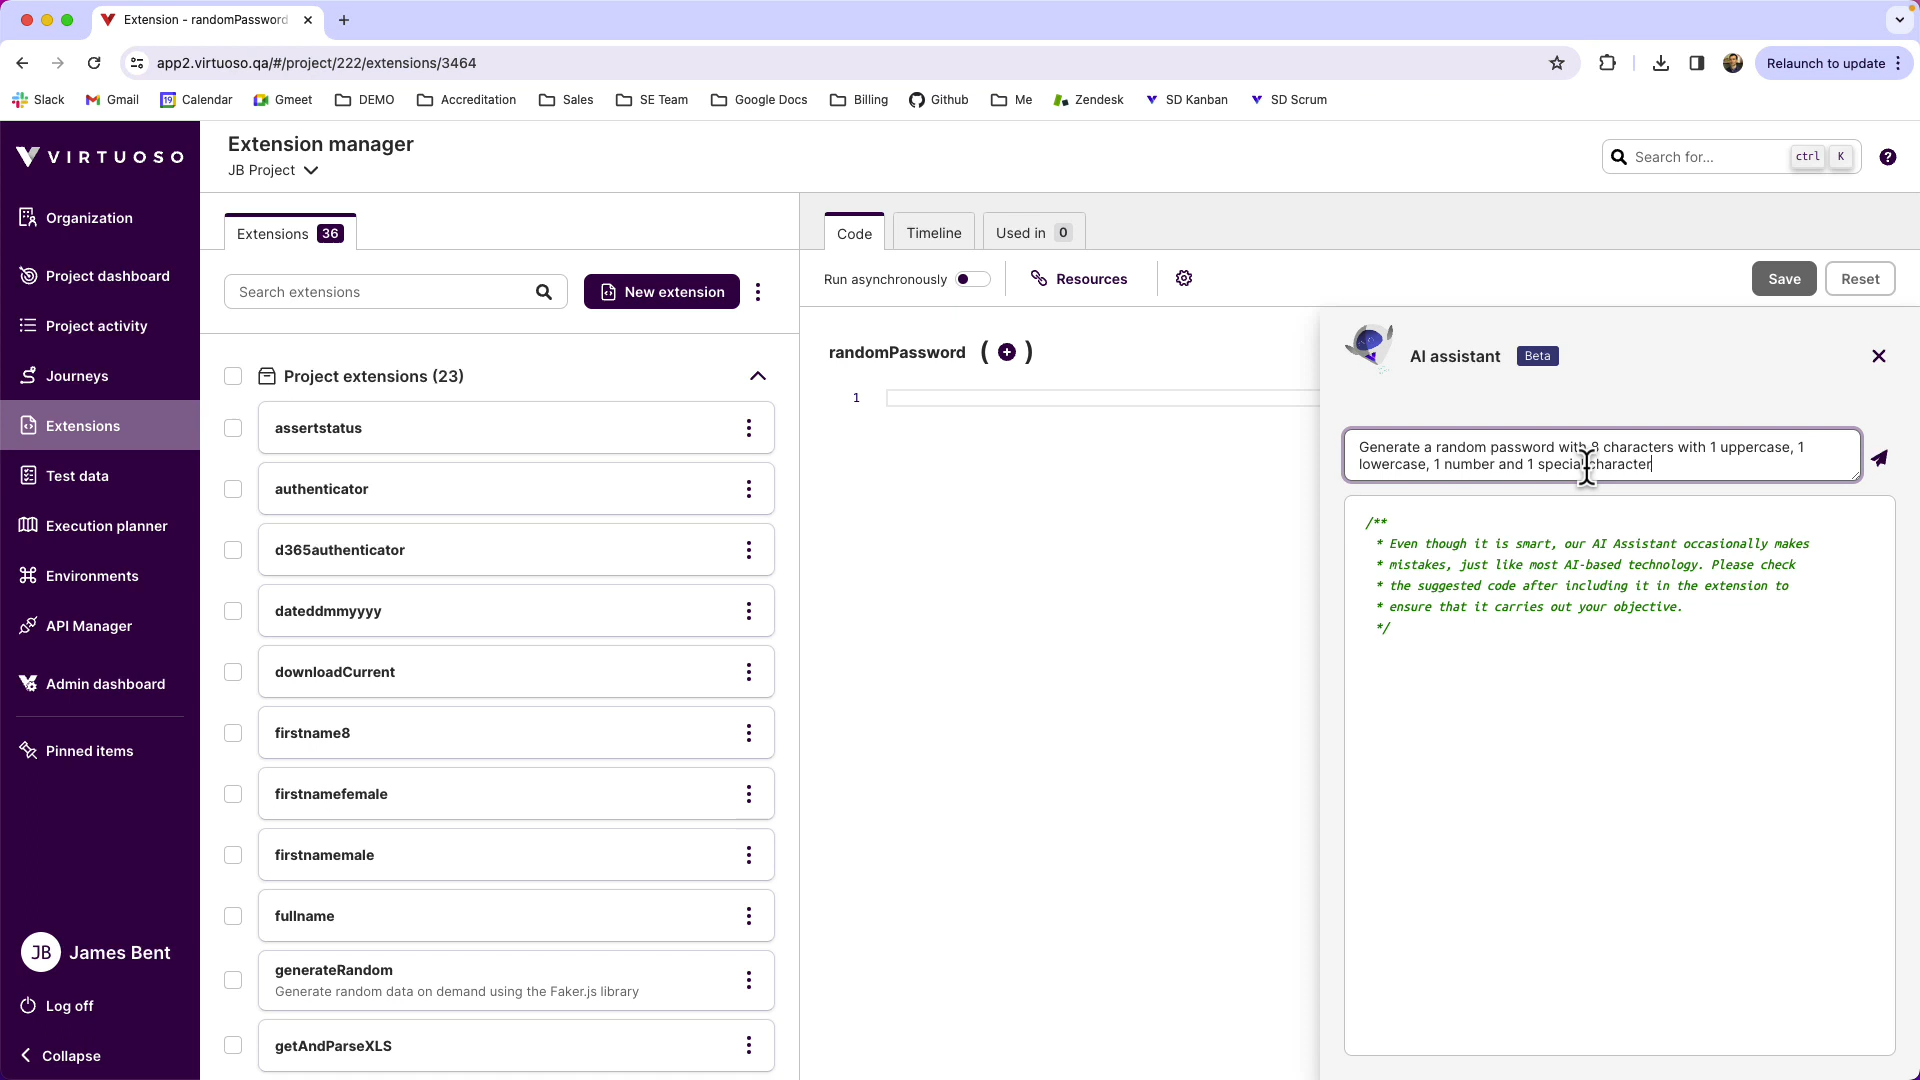 Extension - randomPassword
app2.virtuoso.qa/#/project/222/extensions/3464
Relaunch to update
Slack
Gmail
Calendar
Gmeet
DEMO
Accreditation
Sales
SE Team
Google Docs
Billing
Github
Me
Zendesk
SD Kanban
SD Scrum
VIRTUOSO
Organization
Project dashboard
Project activity
Journeys
Extensions
Test data
Execution planner
Environments
API Manager
Admin dashboard
Pinned items
JB James Bent
Log off
Collapse
Extension manager
JB Project
Search for...
ctrl K
Extensions 36
Search extensions
New extension
Project extensions (23)
assertstatus
authenticator
d365authenticator
dateddmmyyyy
downloadCurrent
firstname8
firstnamefemale
firstnamemale
fullname
generateRandom
Generate random data on demand using the Faker.js library
getAndParseXLS
Code
Timeline
Used in 0
Run asynchronously
Resources
Save
Reset
randomPassword ( )
1
AI assistant Beta
Generate a random password with 8 characters with 1 uppercase, 1
lowercase, 1 number and 1 special character
/**
* Even though it is smart, our AI Assistant occasionally makes
* mistakes, just like most AI-based technology. Please check
* the suggested code after including it in the extension to
* ensure that it carries out your objective.
*/